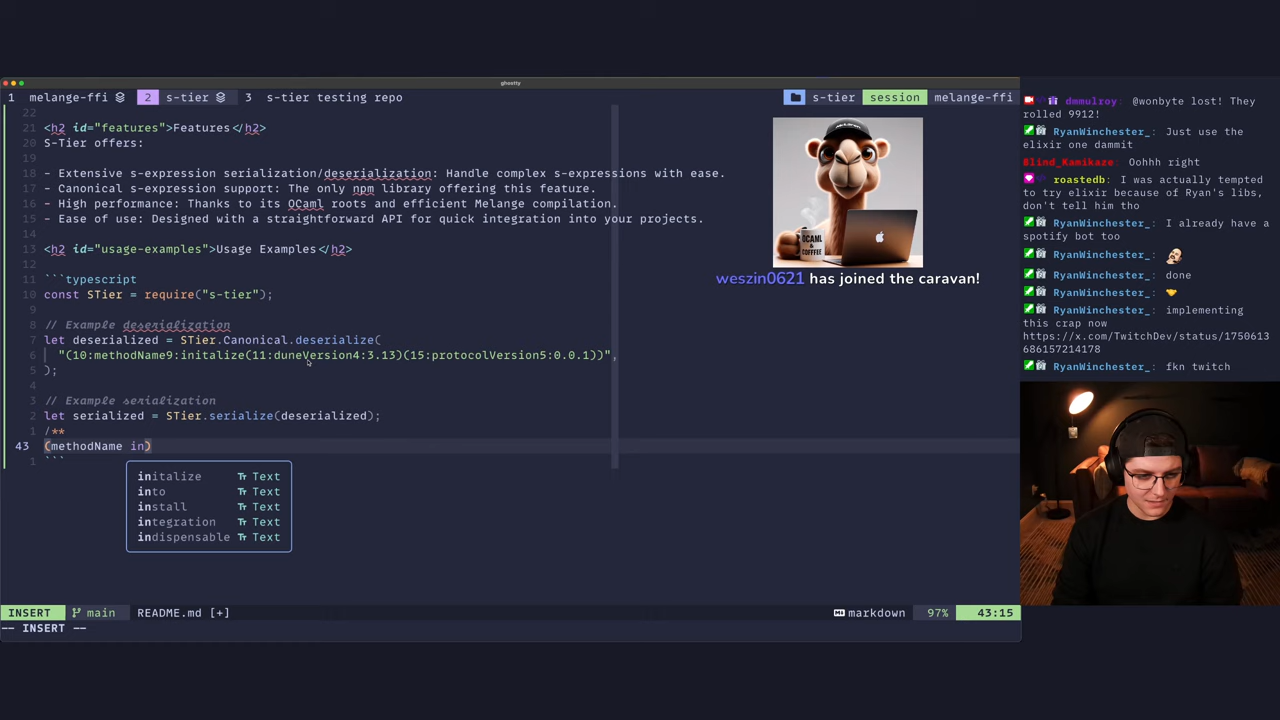 ghostty
1 melange-ffi 2 s-tier 3 s-tier testing repo s-tier session melange-ffi
22
21 <h2 id="features">Features</h2>
20 S-Tier offers:
19
18 - Extensive s-expression serialization/deserialization: Handle complex s-expressions with ease.
17 - Canonical s-expression support: The only npm library offering this feature.
16 - High performance: Thanks to its OCaml roots and efficient Melange compilation.
15 - Ease of use: Designed with a straightforward API for quick integration into your projects.
14
13 <h2 id="usage-examples">Usage Examples</h2>
12
11 ```typescript
10 const STier = require("s-tier");
9
8 // Example deserialization
7 let deserialized = STier.Canonical.deserialize(
6 "(10:methodName9:initalize(11:duneVersion4:3.13)(15:protocolVersion5:0.0.1))",
5 );
4
3 // Example serialization
2 let serialized = STier.serialize(deserialized);
1 /**
43 (methodName in)
1 ```
initalize Text
into Text
install Text
integration Text
indispensable Text
INSERT main README.md [+] markdown 97% 43:15
-- INSERT --
MELANGE
OCAML
& COFFFEE
weszin0621 has joined the caravan!
dmmulroy: @wonbyte lost! They
rolled 9912!
RyanWinchester_: Just use the
elixir one dammit
Blind_Kamikaze: Oohhh right
roastedb: I was actually tempted
to try elixir because of Ryan's libs,
don't tell him tho
RyanWinchester_: I already have a
spotify bot too
RyanWinchester_:
RyanWinchester_: done
RyanWinchester_:
RyanWinchester_: implementing
this crap now
https://x.com/TwitchDev/status/1750613
686157214178
RyanWinchester_: fkn twitch